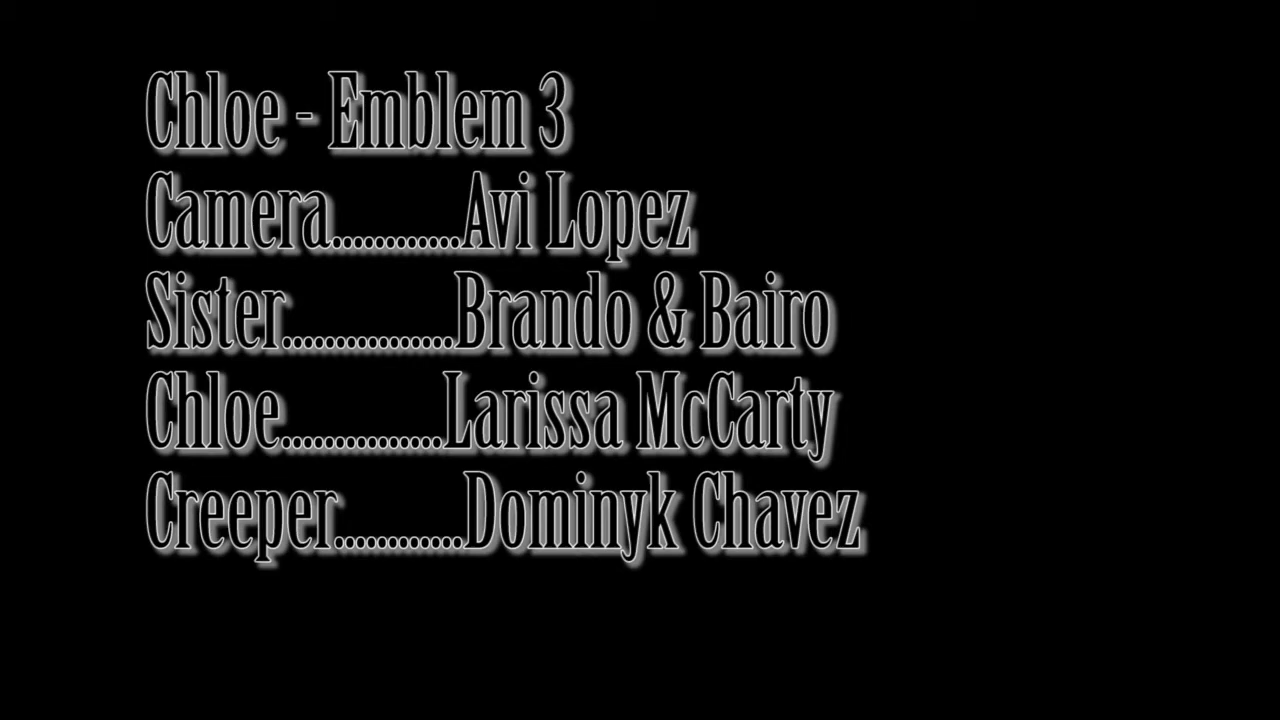 Chloe - Emblem 3
Camera............Avi Lopez
Sister................Brando & Bairo
Chloe...............Larissa McCarty
Creeper............Dominyk Chavez